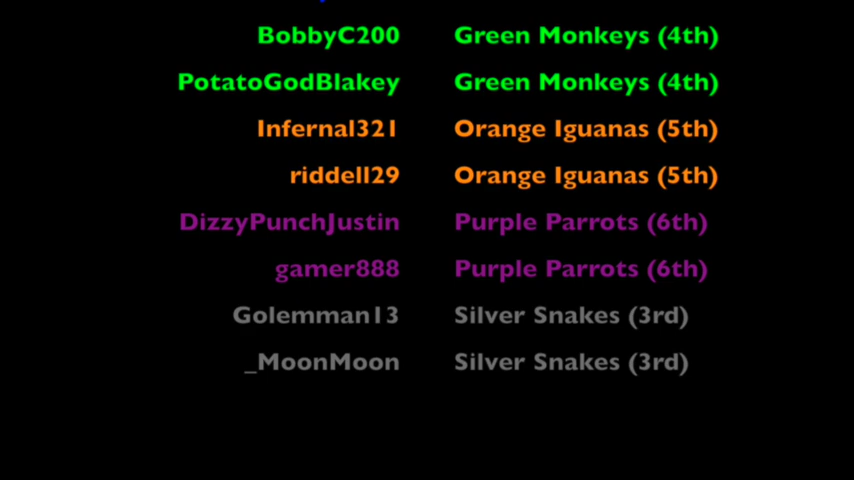 BobbyC200 Green Monkeys (4th)
PotatoGodBlakey Green Monkeys (4th)
Infernal321 Orange Iguanas (5th)
riddell29 Orange Iguanas (5th)
DizzyPunchJustin Purple Parrots (6th)
gamer888 Purple Parrots (6th)
Golemman13 Silver Snakes (3rd)
_MoonMoon Silver Snakes (3rd)